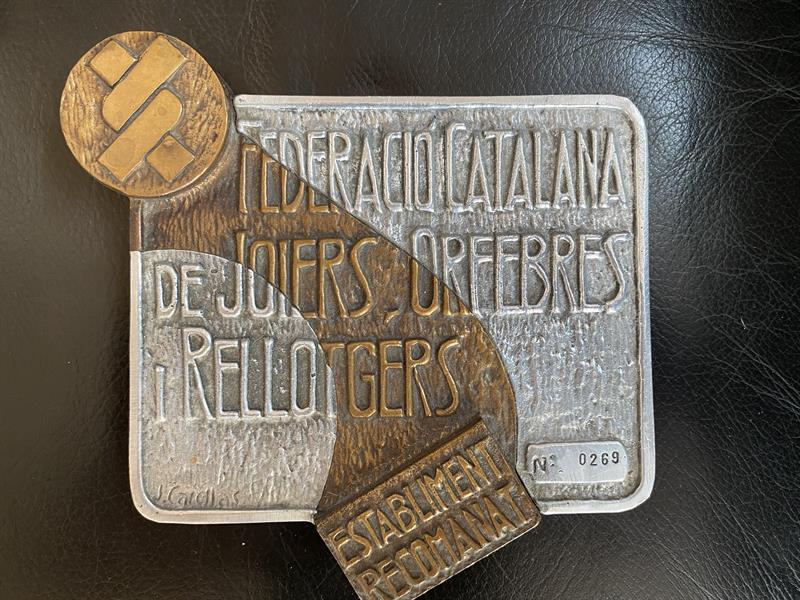 FEDERACIÓ CATALANA
DE JOIERS, ORFEBRES
i RELLOTGERS
Nº 0269
ESTABLIMENT
RECOMANAT